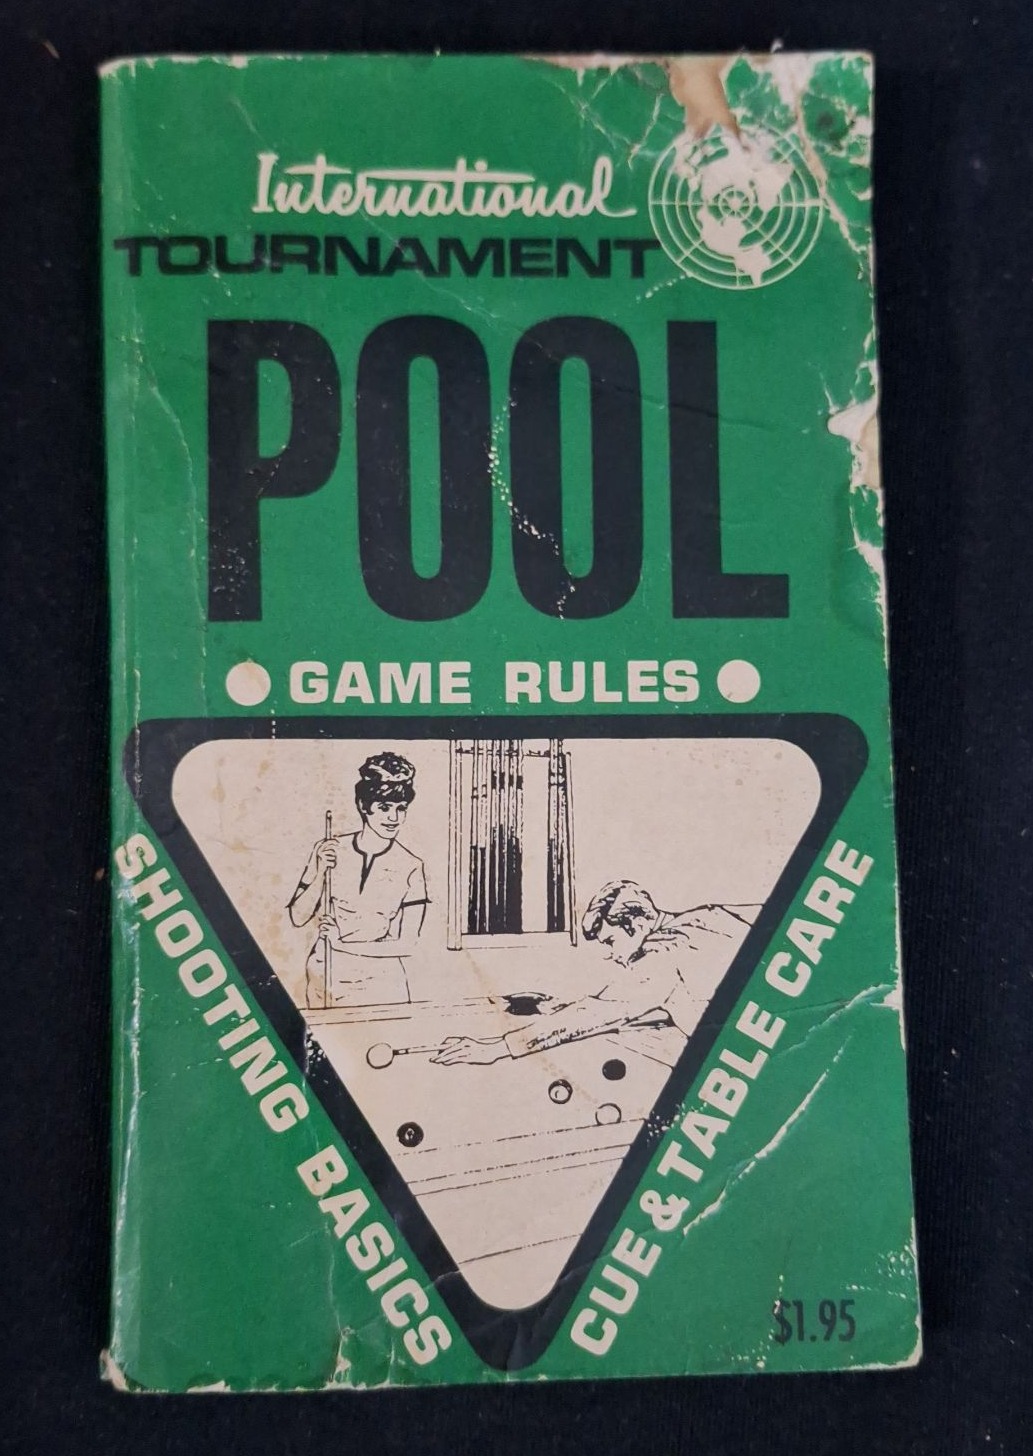 International
TOURNAMENT
POOL
GAME RULES
SHOOTING BASICS
CUE & TABLE CARE
$1.95